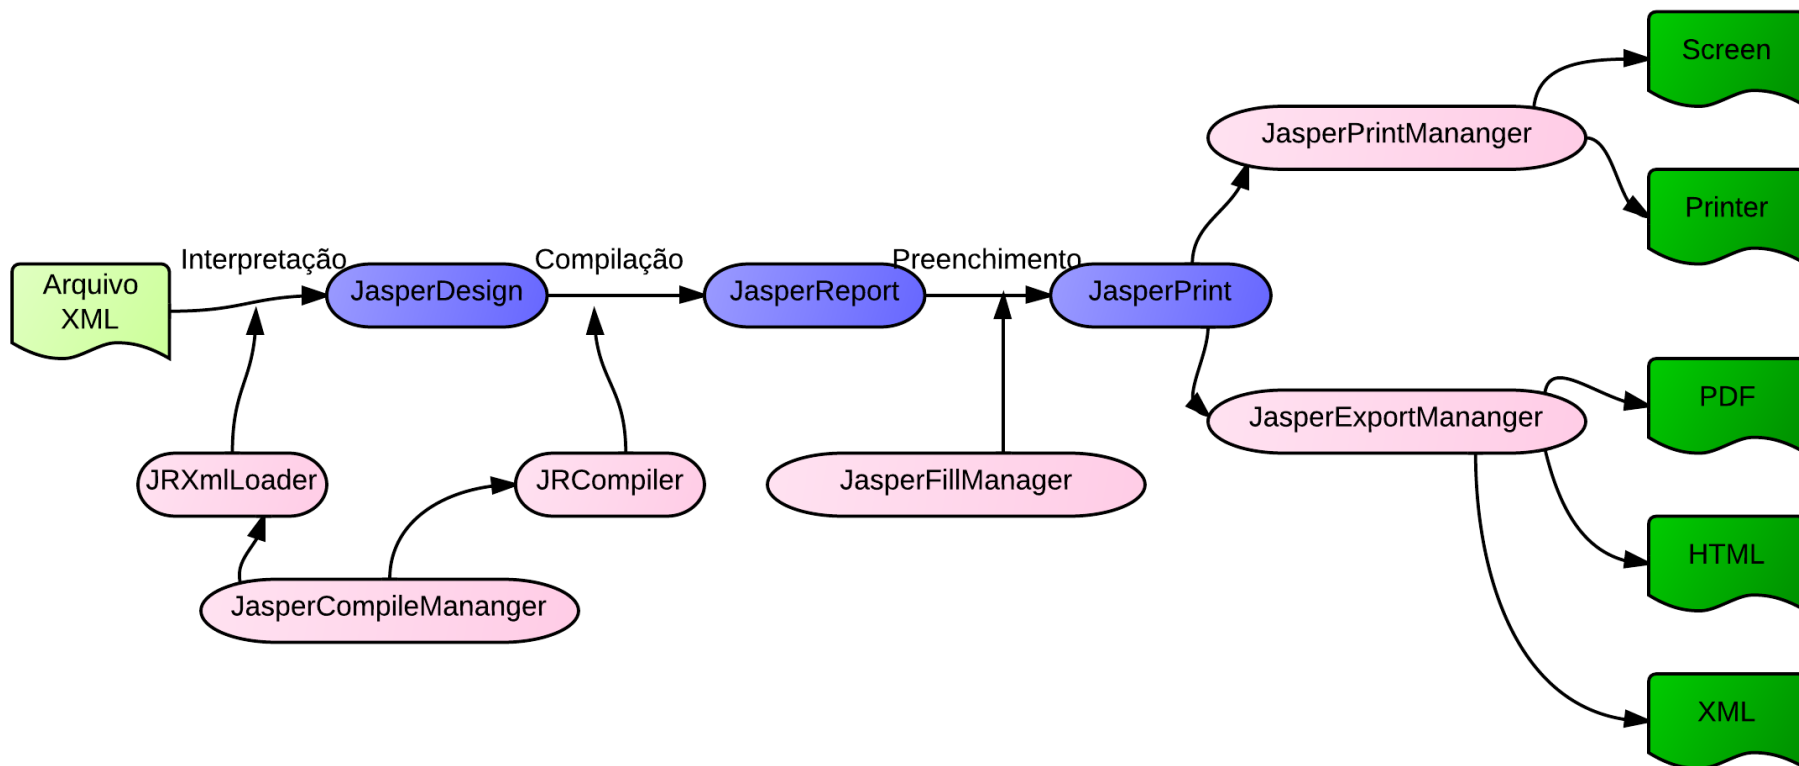 Screen
JasperPrintMananger
Printer
Interpretação
Compilação
Preenchimento
Arquivo
XML
JasperDesign
JasperReport
JasperPrint
PDF
JasperExportMananger
JRXmlLoader
JRCompiler
JasperFillManager
HTML
JasperCompileMananger
XML